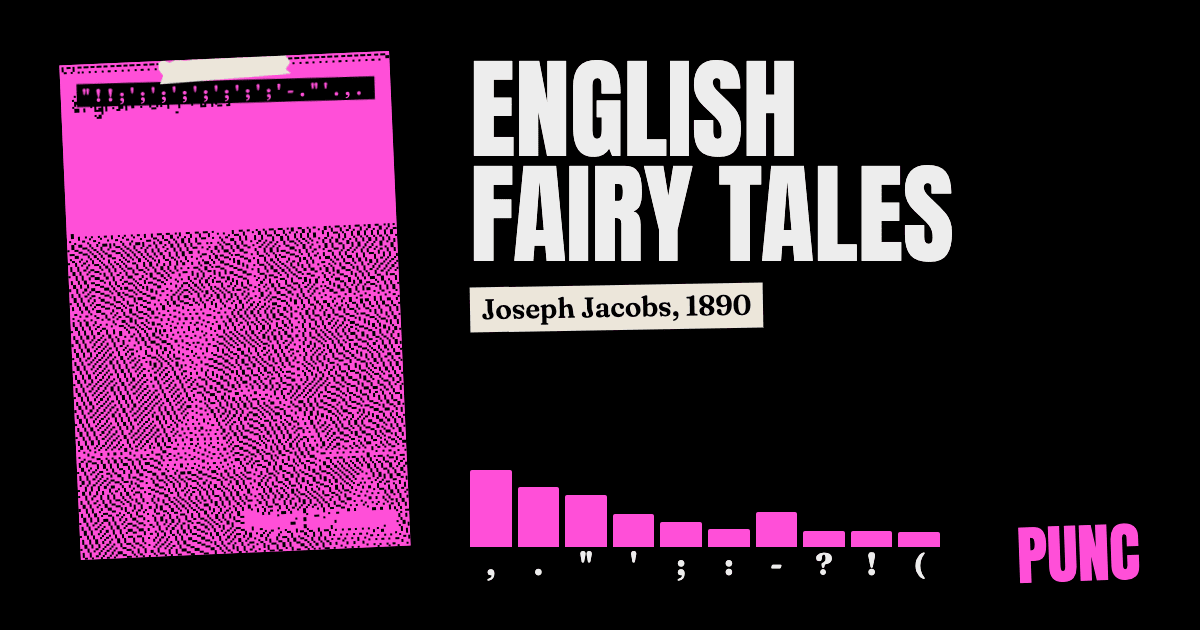 "!!;';';';';';';'-."'.,.
ENGLISH
FAIRY TALES
Joseph Jacobs, 1890
, . " ' ; : - ? ! (
PUNC